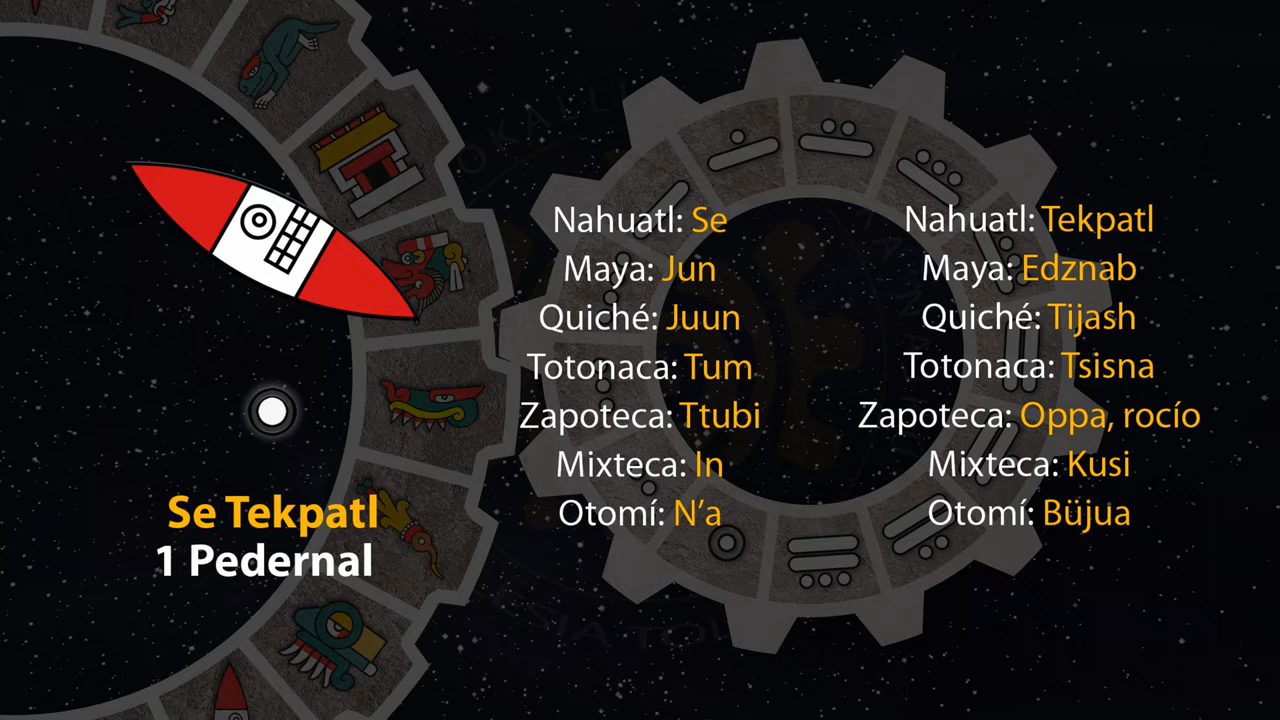 Nahuatl: Se
Maya: Jun
Quiché: Juun
Totonaca: Tum
Zapoteca: Ttubi
Mixteca: In
Otomí: N’a
Nahuatl: Tekpatl
Maya: Edznab
Quiché: Tijash
Totonaca: Tsisna
Zapoteca: Oppa, rocío
Mixteca: Kusi
Otomí: Büjua
Se Tekpatl
1 Pedernal